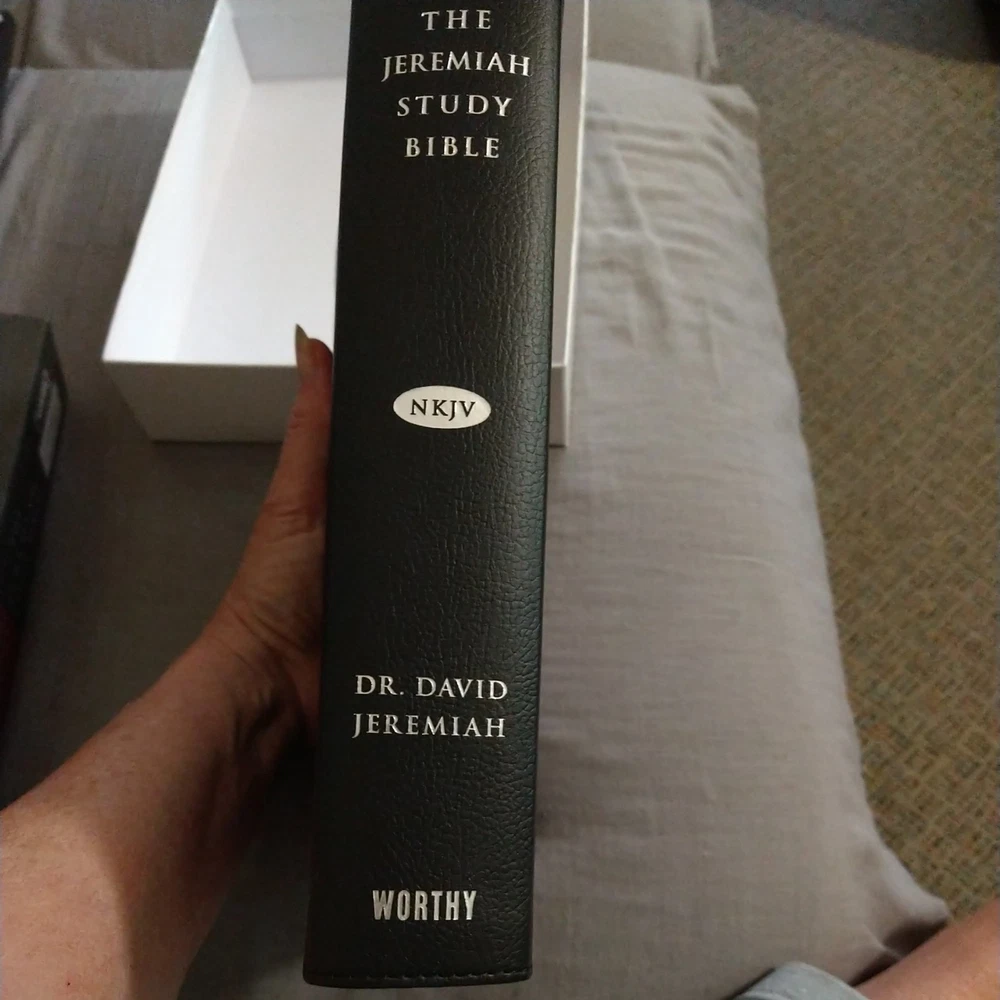 THE
JEREMIAH
STUDY
BIBLE
NKJV
DR. DAVID
JEREMIAH
WORTHY